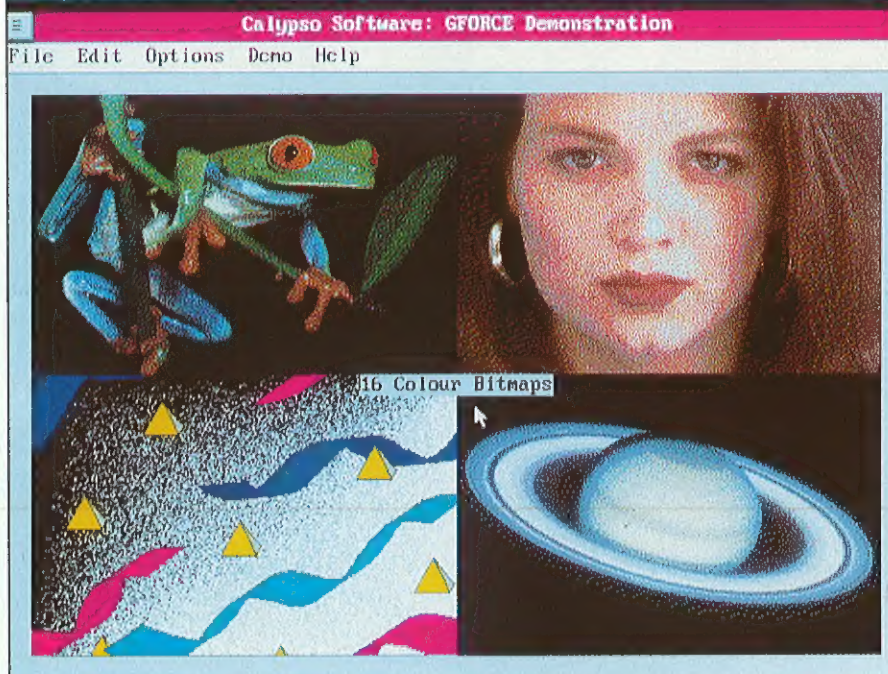 Calypso Software: GFORCE Demonstration
File Edit Options Demo Help
16 Colour Bitmaps